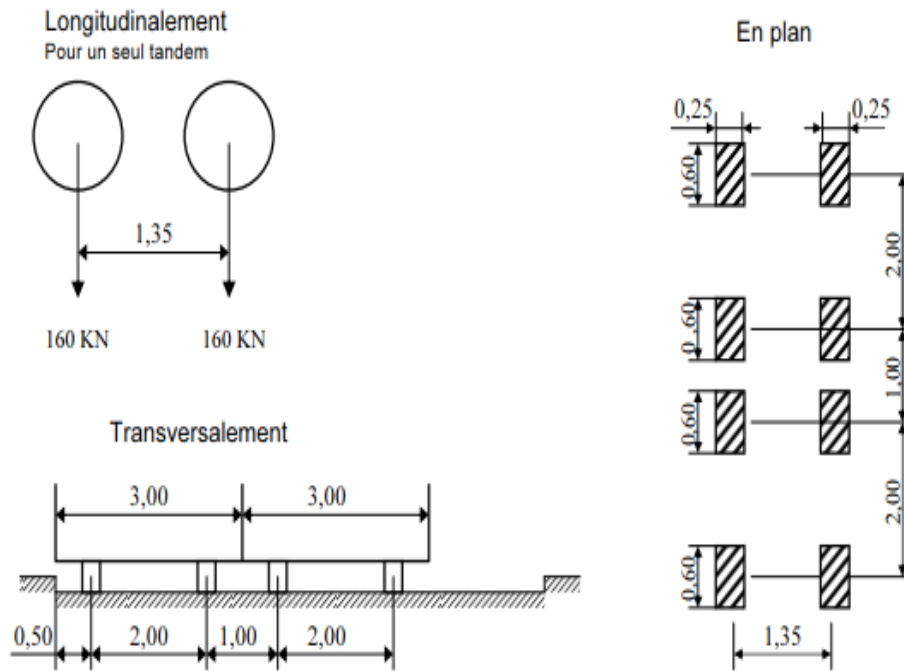 Longitudinalement
Pour un seul tandem
1,35
160 KN 160 KN
Transversalement
3,00 3,00
0,50 2,00 1,00 2,00
En plan
0,25 0,25
0,60
2,00
0,60
1,00
0,60
2,00
0,60
1,35